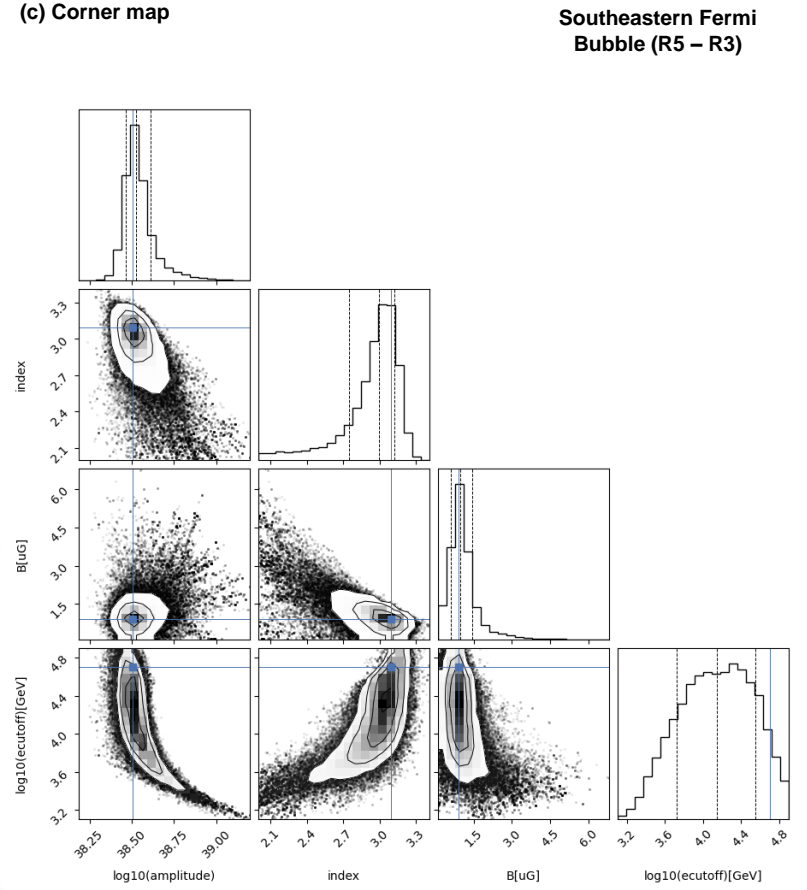 (c) Corner map
Southeastern Fermi
Bubble (R5 – R3)
index
3.3
3.0
2.7
2.4
2.1
B[uG]
6.0
4.5
3.0
1.5
log10(ecutoff)[GeV]
4.8
4.4
4.0
3.6
3.2
38.25 38.50 38.75 39.00
2.1 2.4 2.7 3.0 3.3
1.5 3.0 4.5 6.0
3.2 3.6 4.0 4.4 4.8
log10(amplitude) index B[uG] log10(ecutoff)[GeV]